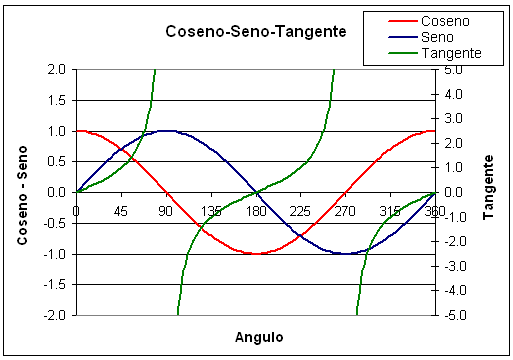 Coseno-Seno-Tangente
Coseno
Seno
Tangente
2.0
1.5
1.0
0.5
0.0
-0.5
-1.0
-1.5
-2.0
5.0
4.0
3.0
2.0
1.0
0.0
-1.0
-2.0
-3.0
-4.0
-5.0
0 45 90 135 180 225 270 315 360
Coseno - Seno
Tangente
Angulo